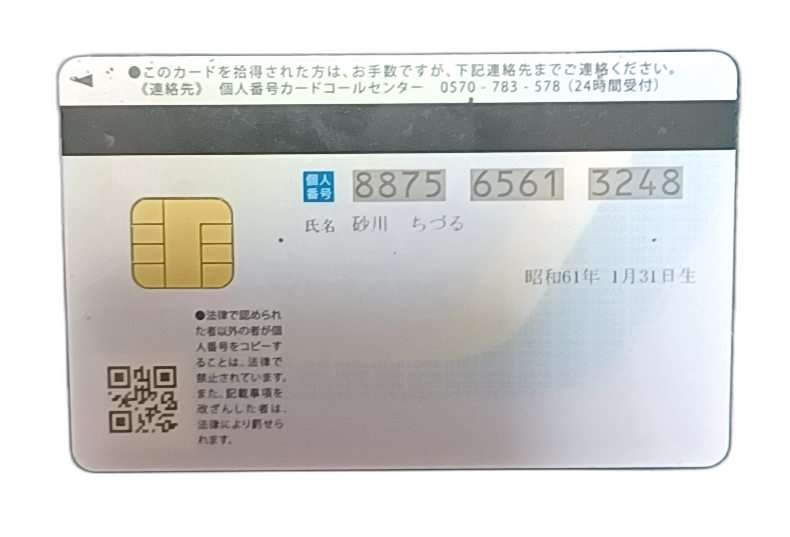 ●このカードを拾得された方は、お手数ですが、下記連絡先までご連絡ください。
《連絡先》 個人番号カードコールセンター 0570-783-578（24時間受付）
個人番号 8875 6561 3248
氏名 砂川 ちづる
昭和61年 1月31日生
●法律で認められ
た者以外の者が個
人番号をコピーす
ることは、法律で
禁止されています。
また、記載事項を
改ざんした者は、
法律により罰せら
れます。